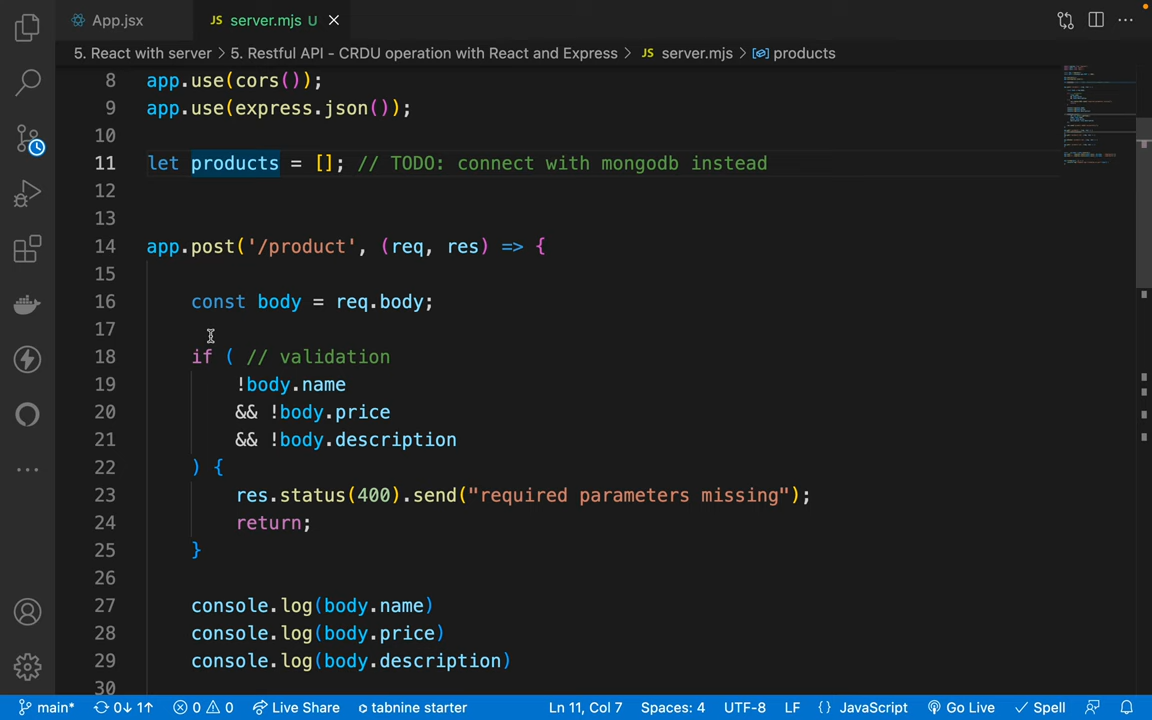 App.jsx
JS server.mjs U
5. React with server > 5. Restful API - CRDU operation with React and Express > JS server.mjs > products
8 app.use(cors());
9 app.use(express.json());
10
11 let products = []; // TODO: connect with mongodb instead
12
13
14 app.post('/product', (req, res) => {
15
16 const body = req.body;
17
18 if ( // validation
19 !body.name
20 && !body.price
21 && !body.description
22 ) {
23 res.status(400).send("required parameters missing");
24 return;
25 }
26
27 console.log(body.name)
28 console.log(body.price)
29 console.log(body.description)
30
main* 0↓ 1↑ 0 0 Live Share tabnine starter Ln 11, Col 7 Spaces: 4 UTF-8 LF {} JavaScript Go Live Spell